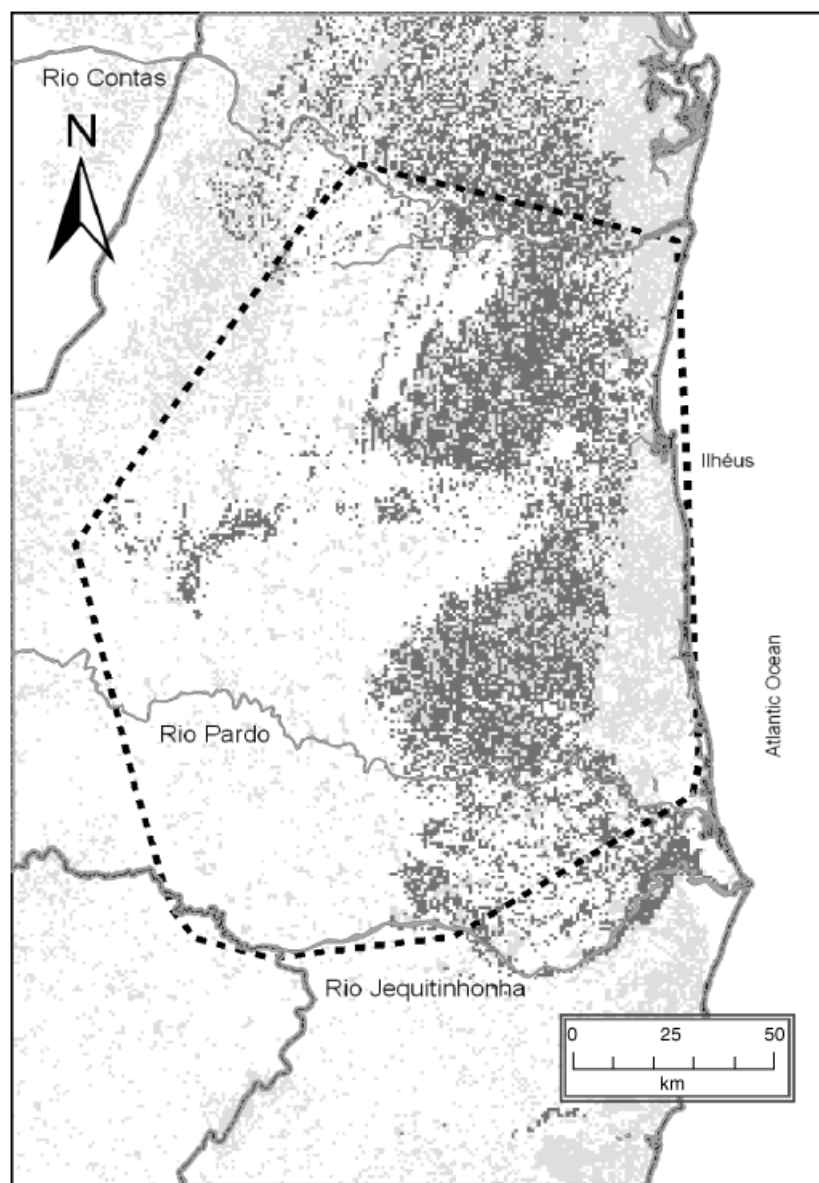 Rio Contas
N
Ilhéus
Atlantic Ocean
Rio Pardo
Rio Jequitinhonha
0 25 50
km